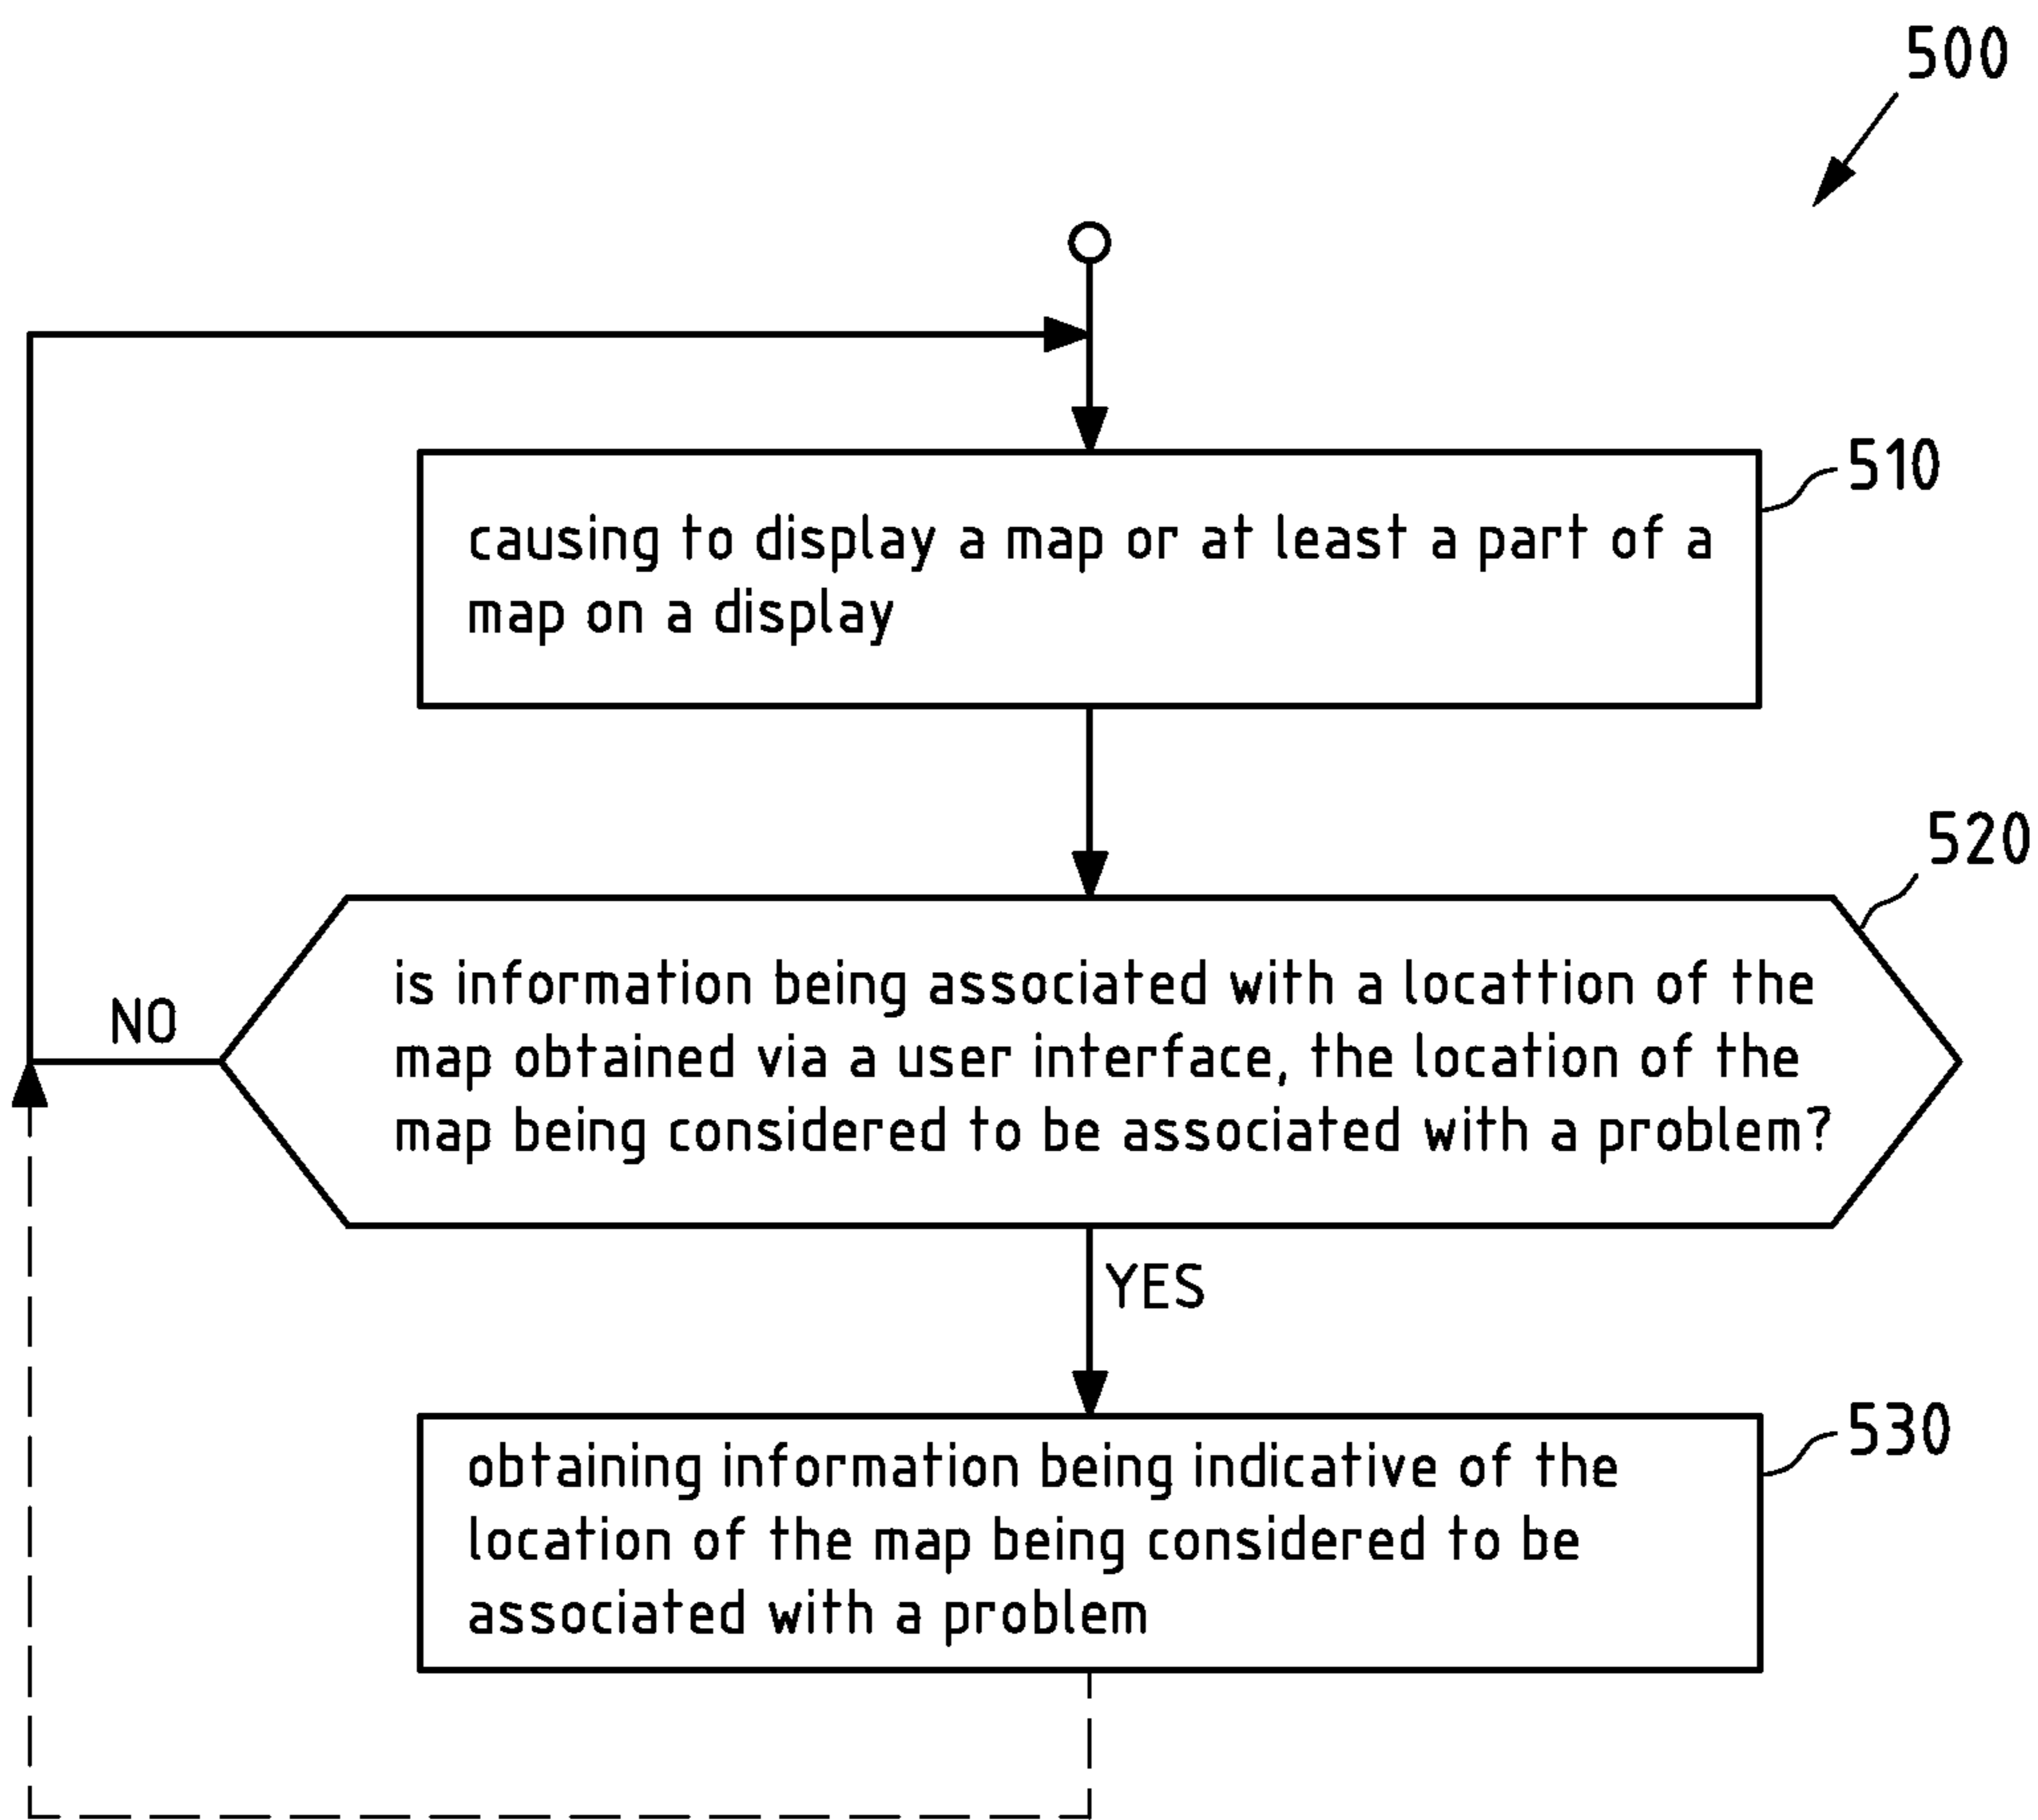 500
510
causing to display a map or at least a part of a
map on a display
520
is information being associated with a locattion of the
map obtained via a user interface, the location of the
map being considered to be associated with a problem?
NO
YES
530
obtaining information being indicative of the
location of the map being considered to be
associated with a problem